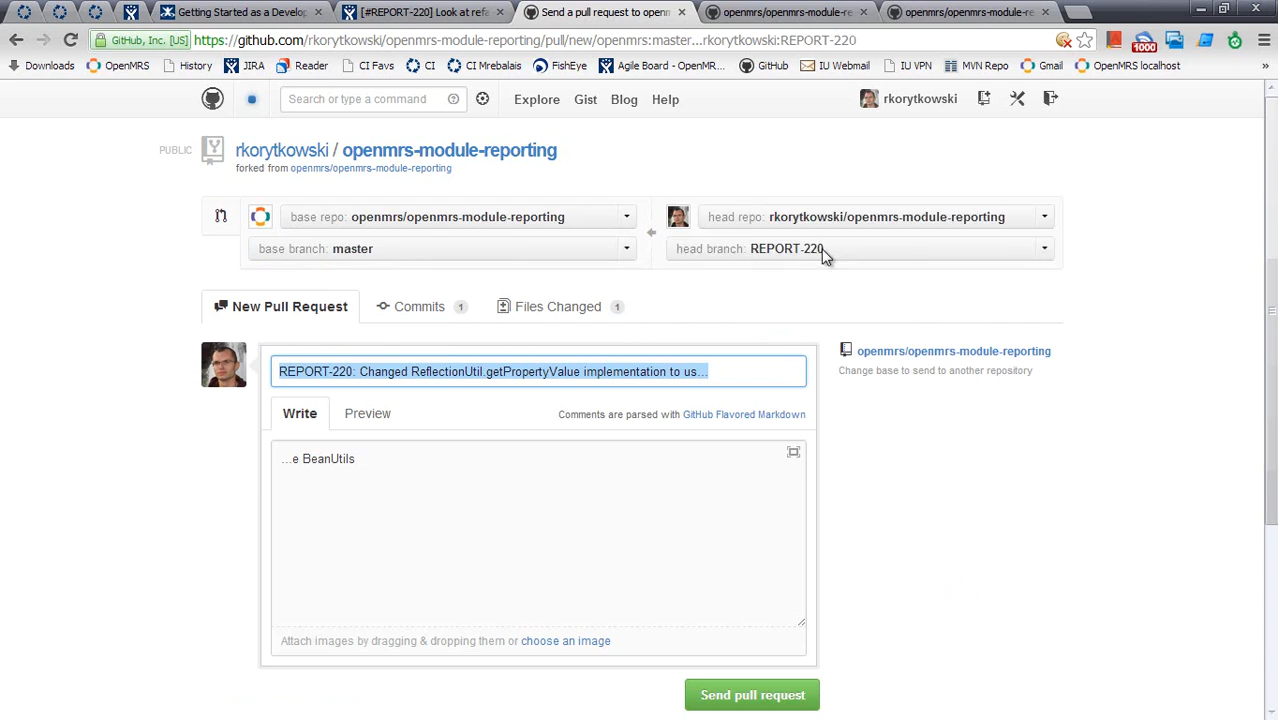 Getting Started as a Develop
[#REPORT-220] Look at refa
Send a pull request to openm
openmrs/openmrs-module-re
openmrs/openmrs-module-re
GitHub, Inc. [US] https://github.com/rkorytkowski/openmrs-module-reporting/pull/new/openmrs:master...rkorytkowski:REPORT-220
1000
Downloads OpenMRS History JIRA Reader CI Favs CI CI Mrebalais FishEye Agile Board - OpenMR... GitHub IU Webmail IU VPN MVN Repo Gmail OpenMRS localhost »
Search or type a command Explore Gist Blog Help rkorytkowski
PUBLIC rkorytkowski / openmrs-module-reporting
forked from openmrs/openmrs-module-reporting
base repo: openmrs/openmrs-module-reporting head repo: rkorytkowski/openmrs-module-reporting
base branch: master head branch: REPORT-220
New Pull Request Commits 1 Files Changed 1
REPORT-220: Changed ReflectionUtil.getPropertyValue implementation to us...
openmrs/openmrs-module-reporting
Change base to send to another repository
Write Preview Comments are parsed with GitHub Flavored Markdown
...e BeanUtils
Attach images by dragging & dropping them or choose an image
Send pull request